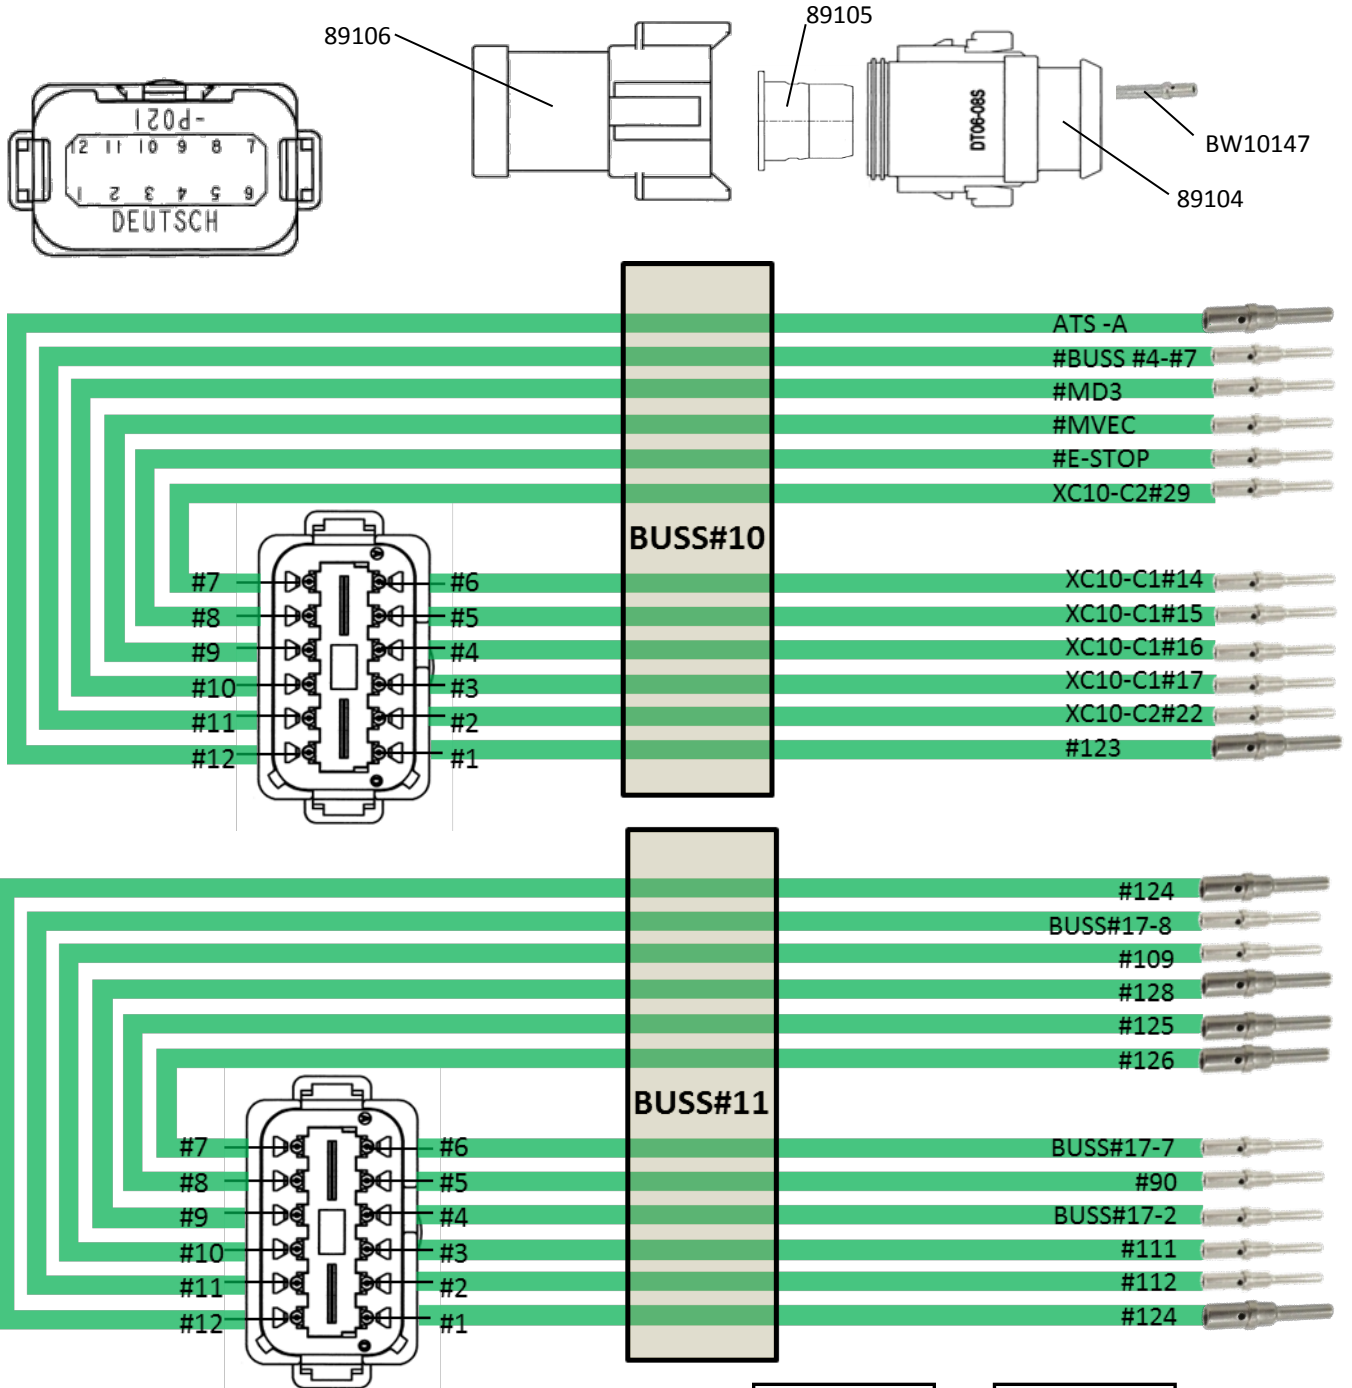 89106
89105
DT06-08S
BW10147
89104
-P021
12 11 10 9 8 7
1 2 3 4 5 6
DEUTSCH
ATS -A
#BUSS #4-#7
#MD3
#MVEC
#E-STOP
XC10-C2#29
BUSS#10
#7 #6 XC10-C1#14
#8 #5 XC10-C1#15
#9 #4 XC10-C1#16
#10 #3 XC10-C1#17
#11 #2 XC10-C2#22
#12 #1 #123
#124
BUSS#17-8
#109
#128
#125
#126
BUSS#11
#7 #6 BUSS#17-7
#8 #5 #90
#9 #4 BUSS#17-2
#10 #3 #111
#11 #2 #112
#12 #1 #124